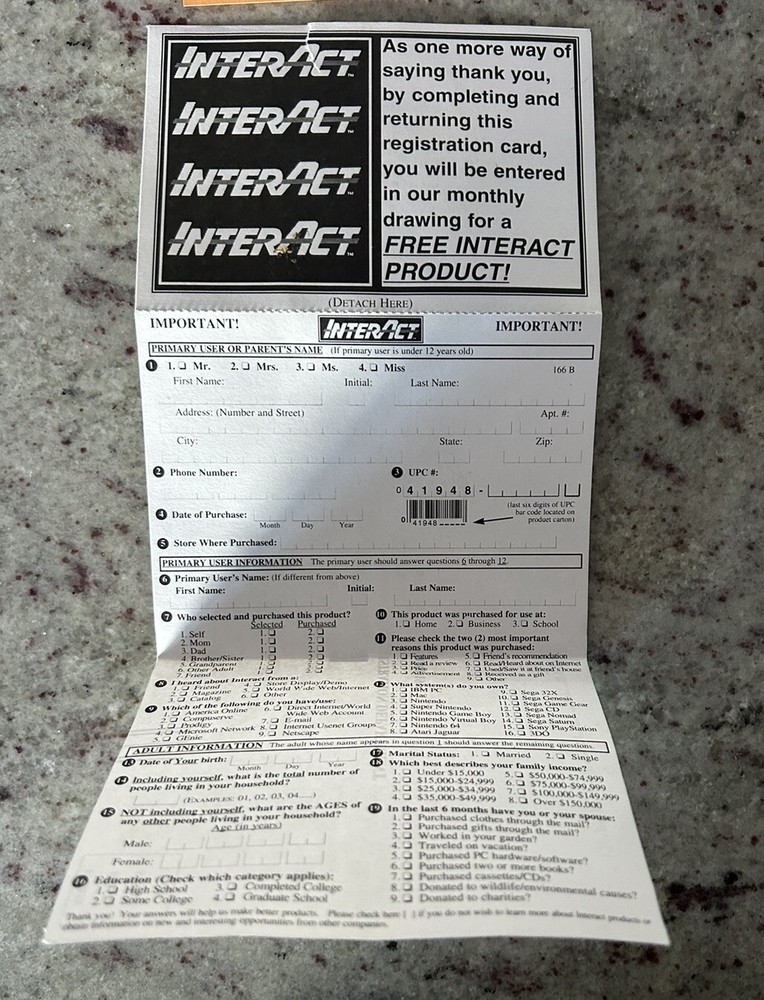 INTERACT™
INTERACT™
INTERACT™
INTERACT™
As one more way of
saying thank you,
by completing and
returning this
registration card,
you will be entered
in our monthly
drawing for a
FREE INTERACT
PRODUCT!
(DETACH HERE)
IMPORTANT! INTERACT IMPORTANT!
PRIMARY USER OR PARENT'S NAME (If primary user is under 12 years old)
1 1. ❏ Mr. 2. ❏ Mrs. 3. ❏ Ms. 4. ❏ Miss 166 B
First Name: Initial: Last Name:
Address: (Number and Street) Apt. #:
City: State: Zip:
2 Phone Number:
3 UPC #:
0 4 1 9 4 8 -
(last six digits of UPC
bar code located on
product carton)
0 41948
4 Date of Purchase:
Month Day Year
5 Store Where Purchased:
PRIMARY USER INFORMATION The primary user should answer questions 6 through 12.
6 Primary User's Name: (If different from above)
First Name: Initial: Last Name:
7 Who selected and purchased this product?
Selected Purchased
1. Self 1. ❏ 2. ❏
2. Mom 1. ❏ 2. ❏
3. Dad 1. ❏ 2. ❏
4. Brother/Sister 1. ❏ 2. ❏
5. Grandparent 1. ❏ 2. ❏
6. Other Adult 1. ❏ 2. ❏
7. Friend
8 I heard about Interact from a:
1. ❏ Friend 4. ❏ Store Display/Demo
2. ❏ Magazine 5. ❏ World Wide Web/Internet
3. ❏ Catalog 6. ❏ Other
9 Which of the following do you have/use:
1. ❏ America Online 6. ❏ Direct Internet/World
2. ❏ Compuserve Wide Web Account
3. ❏ Prodigy 7. ❏ E-mail
4. ❏ Microsoft Network 8. ❏ Internet Usenet Groups
5. ❏ GEnie 9. ❏ Netscape
10 This product was purchased for use at:
1. ❏ Home 2. ❏ Business 3. ❏ School
11 Please check the two (2) most important
reasons this product was purchased:
1. ❏ Features 5. ❏ Friend's recommendation
2. ❏ Read a review 6. ❏ Read/Heard about on Internet
3. ❏ Price 7. ❏ Used/Saw it at friend's house
4. ❏ Advertisement 8. ❏ Received as a gift
9. ❏ Other
12 What system(s) do you own?
1. ❏ IBM PC 9. ❏ Sega 32X
2. ❏ Mac 10. ❏ Sega Genesis
3. ❏ Nintendo 11. ❏ Sega Game Gear
4. ❏ Super Nintendo 12. ❏ Sega CD
5. ❏ Nintendo Game Boy 13. ❏ Sega Nomad
6. ❏ Nintendo Virtual Boy 14. ❏ Sega Saturn
7. ❏ Nintendo 64 15. ❏ Sony PlayStation
8. ❏ Atari Jaguar 16. ❏ 3DO
ADULT INFORMATION The adult whose name appears in question 1 should answer the remaining questions.
13 Date of Your birth:
Month Day Year
14 Including yourself, what is the total number of
people living in your household?
(EXAMPLES: 01, 02, 03, 04.....)
15 NOT including yourself, what are the AGES of
any other people living in your household?
Age (in years)
Male:
Female:
16 Education (Check which category applies):
1. ❏ High School 3. ❏ Completed College
2. ❏ Some College 4. ❏ Graduate School
17 Marital Status: 1. ❏ Married 2. ❏ Single
18 Which best describes your family income?
1. ❏ Under $15,000 5. ❏ $50,000-$74,999
2. ❏ $15,000-$24,999 6. ❏ $75,000-$99,999
3. ❏ $25,000-$34,999 7. ❏ $100,000-$149,999
4. ❏ $35,000-$49,999 8. ❏ Over $150,000
19 In the last 6 months have you or your spouse:
1. ❏ Purchased clothes through the mail?
2. ❏ Purchased gifts through the mail?
3. ❏ Worked in your garden?
4. ❏ Traveled on vacation?
5. ❏ Purchased PC hardware/software?
6. ❏ Purchased two or more books?
7. ❏ Purchased cassettes/CDs?
8. ❏ Donated to wildlife/environmental causes?
9. ❏ Donated to charities?
Thank you! Your answers will help us make better products. Please check here [ ] if you do not wish to learn more about Interact products or
obtain information on new and interesting opportunities from other companies.